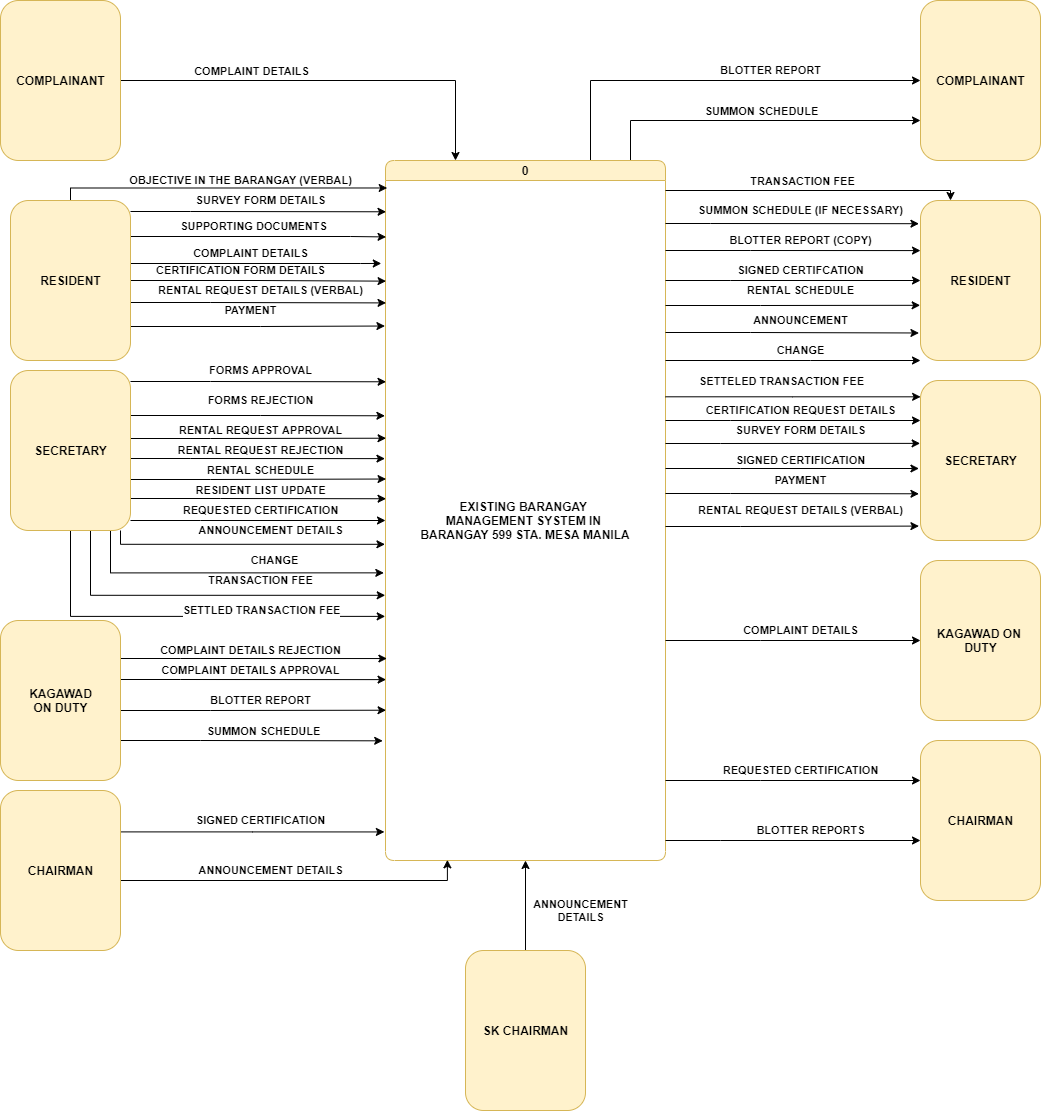 COMPLAINANT
COMPLAINT DETAILS
BLOTTER REPORT
SUMMON SCHEDULE
COMPLAINANT
0
OBJECTIVE IN THE BARANGAY (VERBAL)
SURVEY FORM DETAILS
SUPPORTING DOCUMENTS
COMPLAINT DETAILS
CERTIFICATION FORM DETAILS
RENTAL REQUEST DETAILS (VERBAL)
PAYMENT
RESIDENT
TRANSACTION FEE
SUMMON SCHEDULE (IF NECESSARY)
BLOTTER REPORT (COPY)
SIGNED CERTIFCATION
RENTAL SCHEDULE
ANNOUNCEMENT
CHANGE
RESIDENT
FORMS APPROVAL
FORMS REJECTION
RENTAL REQUEST APPROVAL
RENTAL REQUEST REJECTION
RENTAL SCHEDULE
RESIDENT LIST UPDATE
REQUESTED CERTIFICATION
ANNOUNCEMENT DETAILS
CHANGE
TRANSACTION FEE
SETTLED TRANSACTION FEE
SECRETARY
EXISTING BARANGAY
MANAGEMENT SYSTEM IN
BARANGAY 599 STA. MESA MANILA
SETTELED TRANSACTION FEE
CERTIFICATION REQUEST DETAILS
SURVEY FORM DETAILS
SIGNED CERTIFICATION
PAYMENT
RENTAL REQUEST DETAILS (VERBAL)
SECRETARY
COMPLAINT DETAILS REJECTION
COMPLAINT DETAILS APPROVAL
BLOTTER REPORT
SUMMON SCHEDULE
KAGAWAD
ON DUTY
COMPLAINT DETAILS
KAGAWAD ON
DUTY
SIGNED CERTIFICATION
ANNOUNCEMENT DETAILS
CHAIRMAN
REQUESTED CERTIFICATION
BLOTTER REPORTS
CHAIRMAN
ANNOUNCEMENT
DETAILS
SK CHAIRMAN